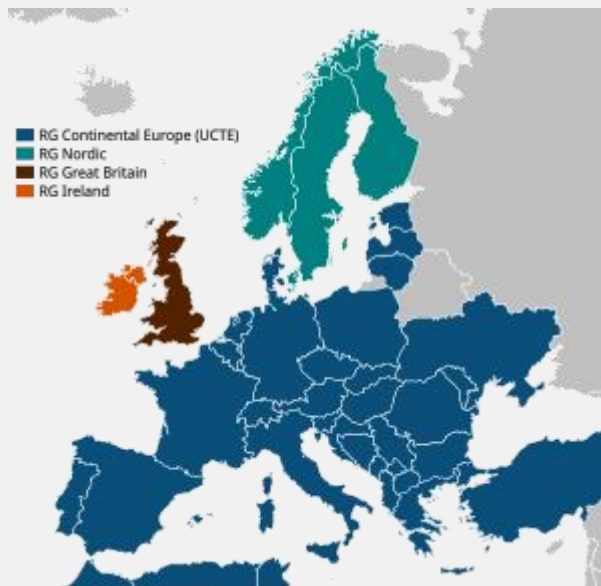 RG Continental Europe (UCTE)
RG Nordic
RG Great Britain
RG Ireland